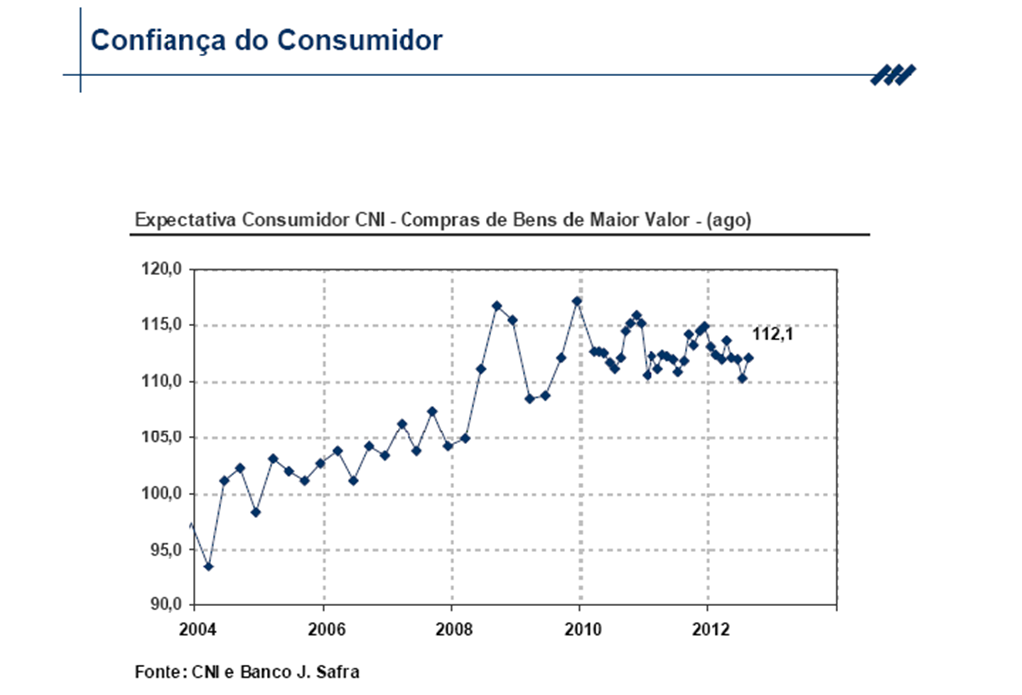 Confiança do Consumidor
Expectativa Consumidor CNI - Compras de Bens de Maior Valor - (ago)
120,0
115,0
112,1
110,0
105,0
100,0
95,0
90,0
2004 2006 2008 2010 2012
Fonte: CNI e Banco J. Safra